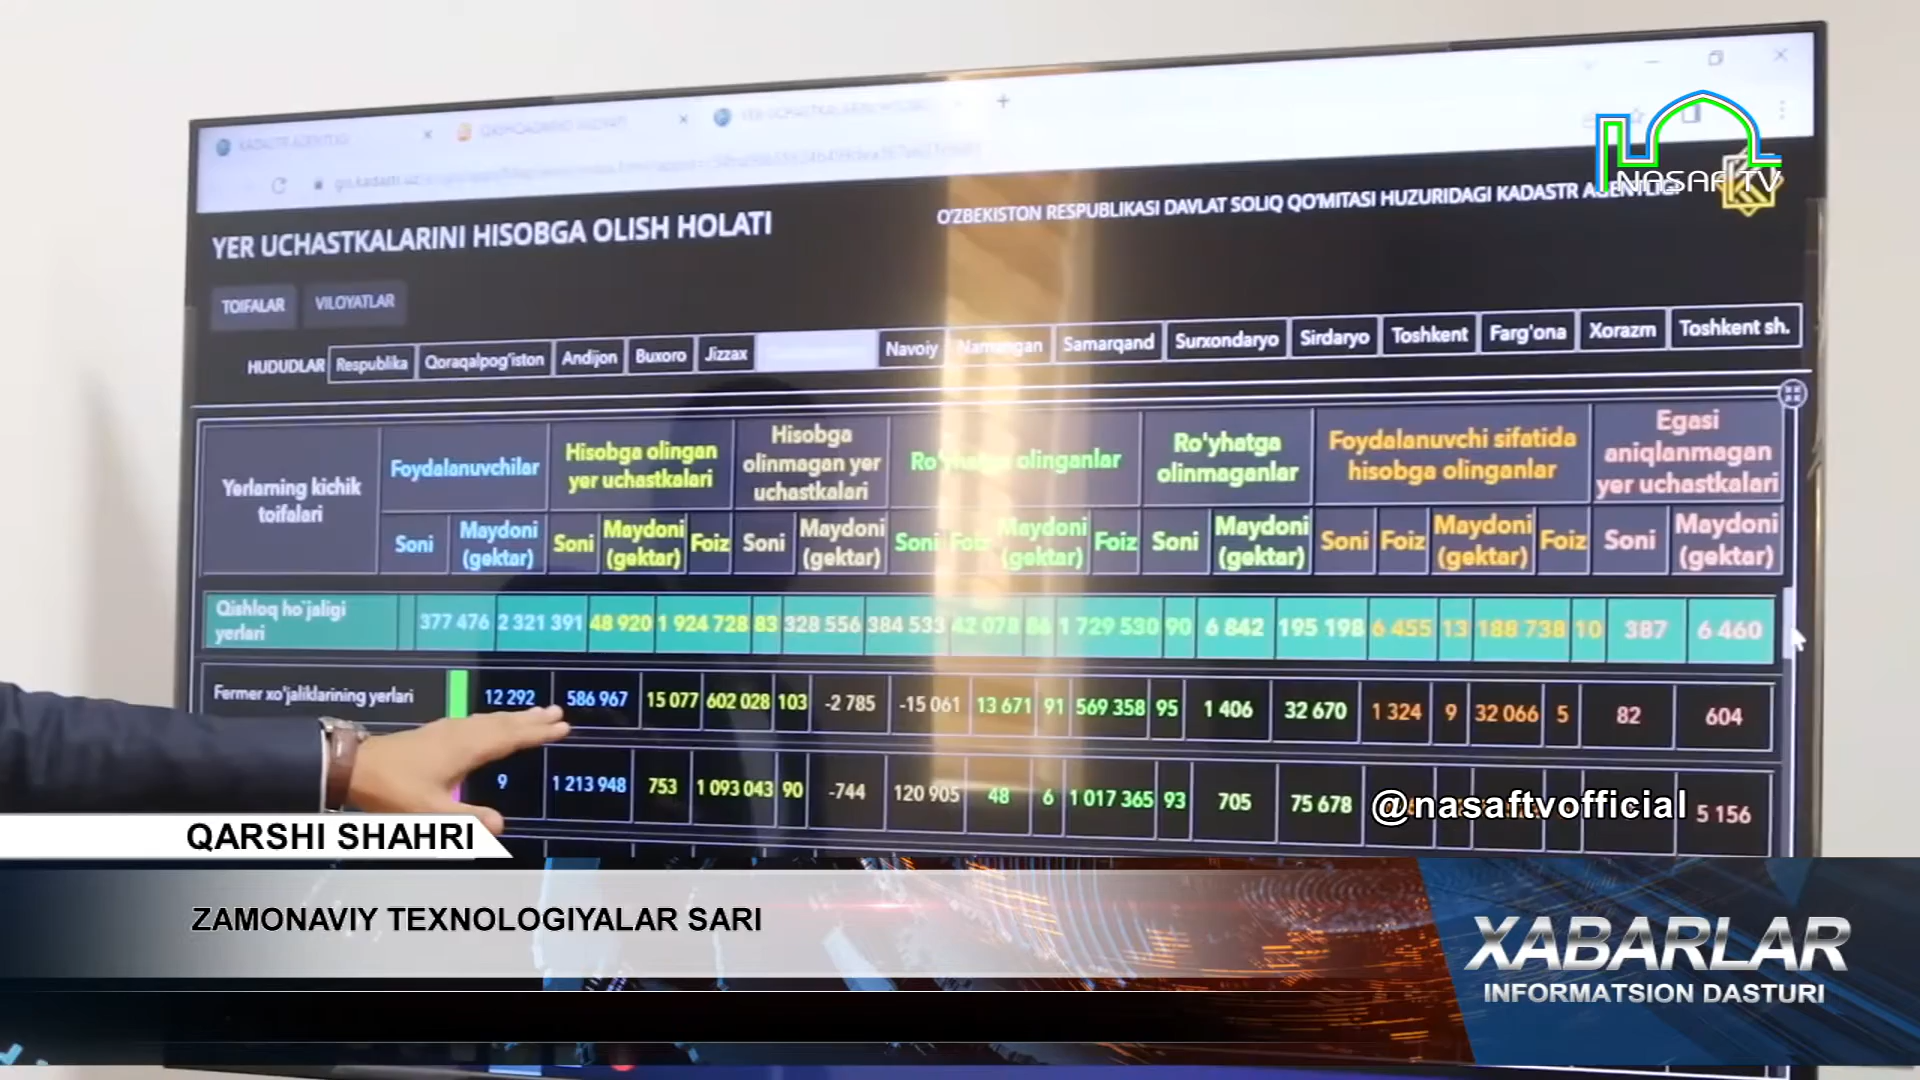 KADASTR AGENTLIGI
NASAF TV
YER UCHASTKALARINI HISOBGA OLISH HOLATI
O'ZBEKISTON RESPUBLIKASI DAVLAT SOLIQ QO'MITASI HUZURIDAGI KADASTR AGENTLIGI
TOIFALAR VILOYATLAR
HUDUDLAR Respublika Qoraqalpog'iston Andijon Buxoro Jizzax Navoiy Namangan Samarqand Surxondaryo Sirdaryo Toshkent Farg'ona Xorazm Toshkent sh.
Yerlarning kichik toifalari
Foydalanuvchilar
Hisobga olingan yer uchastkalari
Hisobga olinmagan yer uchastkalari
Ro'yhatga olinganlar
Ro'yhatga olinmaganlar
Foydalanuvchi sifatida hisobga olinganlar
Egasi aniqlanmagan yer uchastkalari
Soni Maydoni (gektar) Soni Maydoni (gektar) Foiz Soni Maydoni (gektar) Soni Foiz Maydoni (gektar) Foiz Soni Maydoni (gektar) Soni Foiz Maydoni (gektar) Foiz Soni Maydoni (gektar)
Qishloq ho`jaligi yerlari 377 476 2 321 391 48 920 1 924 728 83 328 556 384 533 42 078 86 1 729 530 90 6 842 195 198 6 455 13 188 738 10 387 6 460
Fermer xo'jaliklarining yerlari 12 292 586 967 15 077 602 028 103 -2 785 -15 061 13 671 91 569 358 95 1 406 32 670 1 324 9 32 066 5 82 604
9 1 213 948 753 1 093 043 90 -744 120 905 48 6 1 017 365 93 705 75 678 5 156
@nasaftvofficial
QARSHI SHAHRI
ZAMONAVIY TEXNOLOGIYALAR SARI
XABARLAR
INFORMATSION DASTURI